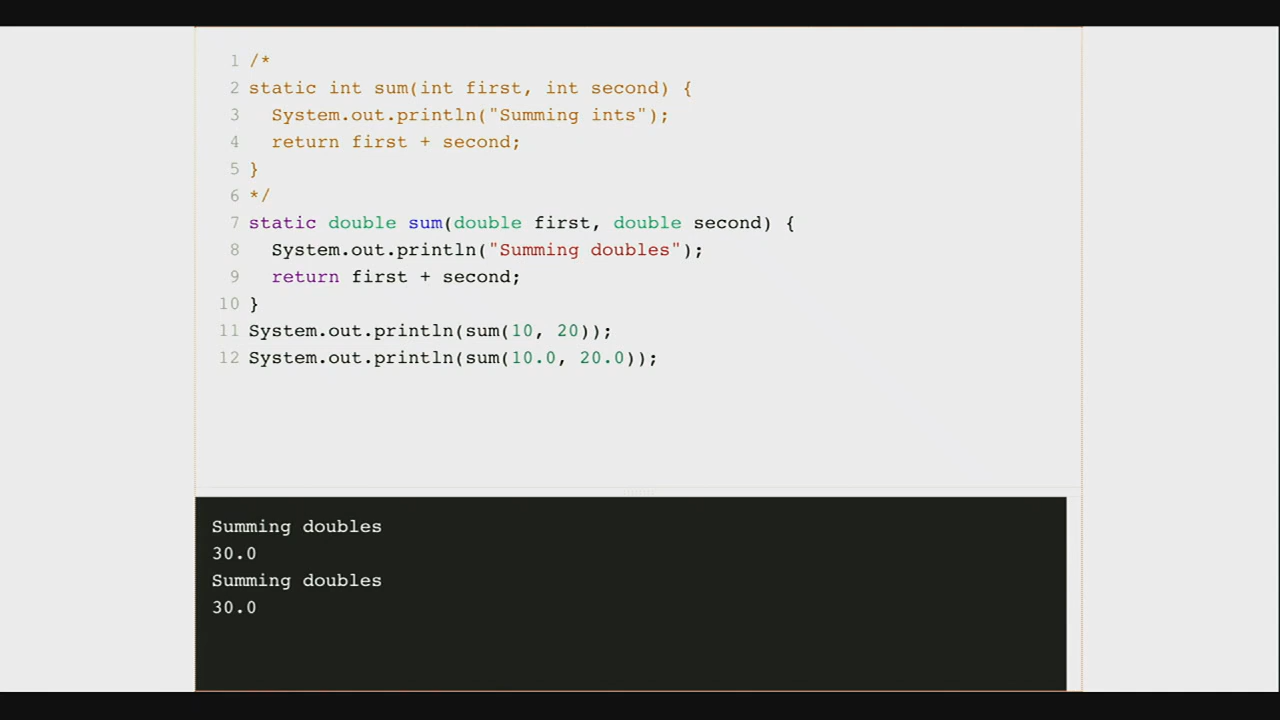 1 /*
2 static int sum(int first, int second) {
3   System.out.println("Summing ints");
4   return first + second;
5 }
6 */
7 static double sum(double first, double second) {
8   System.out.println("Summing doubles");
9   return first + second;
10 }
11 System.out.println(sum(10, 20));
12 System.out.println(sum(10.0, 20.0));
Summing doubles
30.0
Summing doubles
30.0